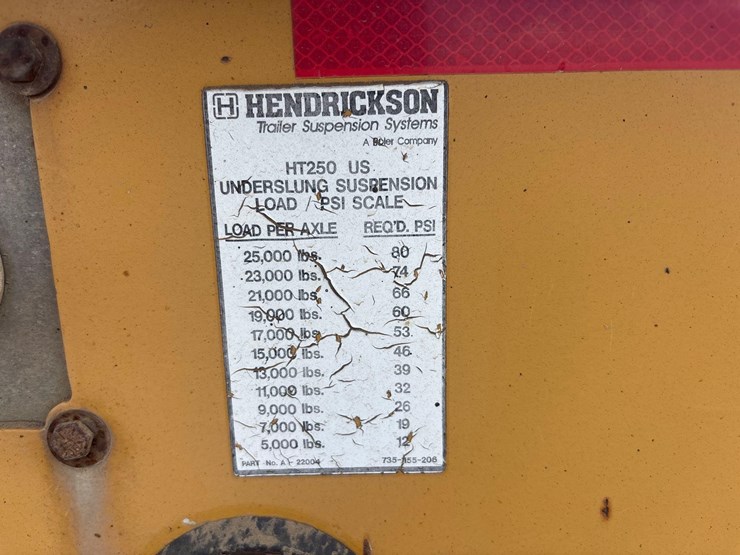 H HENDRICKSON
Trailer Suspension Systems
A Boler Company
HT250 US
UNDERSLUNG SUSPENSION
LOAD / PSI SCALE
LOAD PER AXLE REQ'D. PSI
25,000 lbs. 80
23,000 lbs. 74
21,000 lbs. 66
19,000 lbs. 60
17,000 lbs. 53
15,000 lbs. 46
13,000 lbs. 39
11,000 lbs. 32
9,000 lbs. 26
7,000 lbs. 19
5,000 lbs. 12
PART No. A - 22004 735-155-206